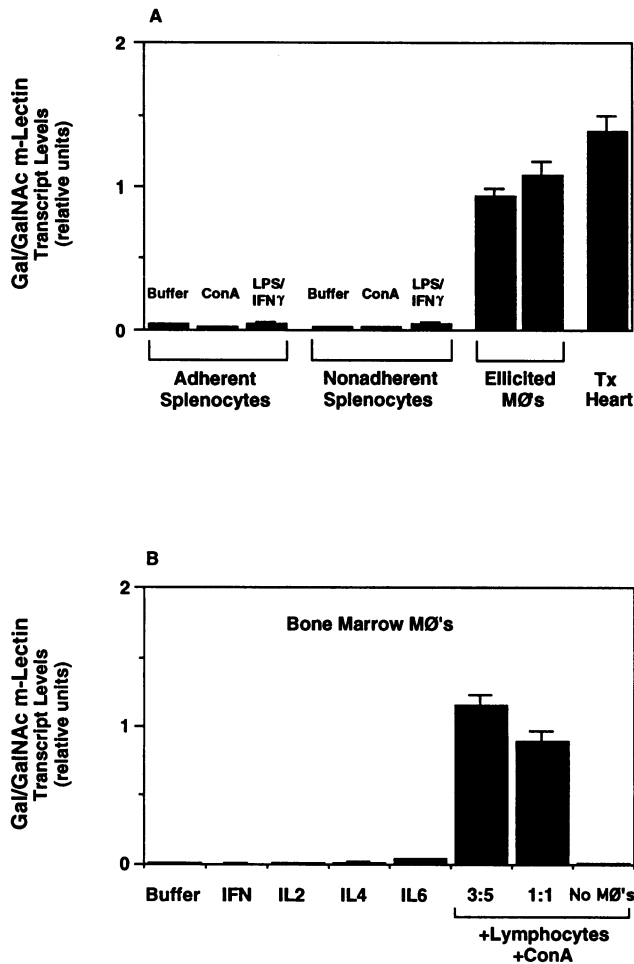 A
Gal/GalNAc m-Lectin
Transcript Levels
(relative units)
2
1
0
Buffer
ConA
LPS/
IFNγ
Buffer
ConA
LPS/
IFNγ
Adherent
Splenocytes
Nonadherent
Splenocytes
Ellicited
MØ's
Tx
Heart
B
Gal/GalNAc m-Lectin
Transcript Levels
(relative units)
2
1
0
Bone Marrow MØ's
Buffer
IFN
IL2
IL4
IL6
3:5
1:1
No MØ's
+Lymphocytes
+ConA